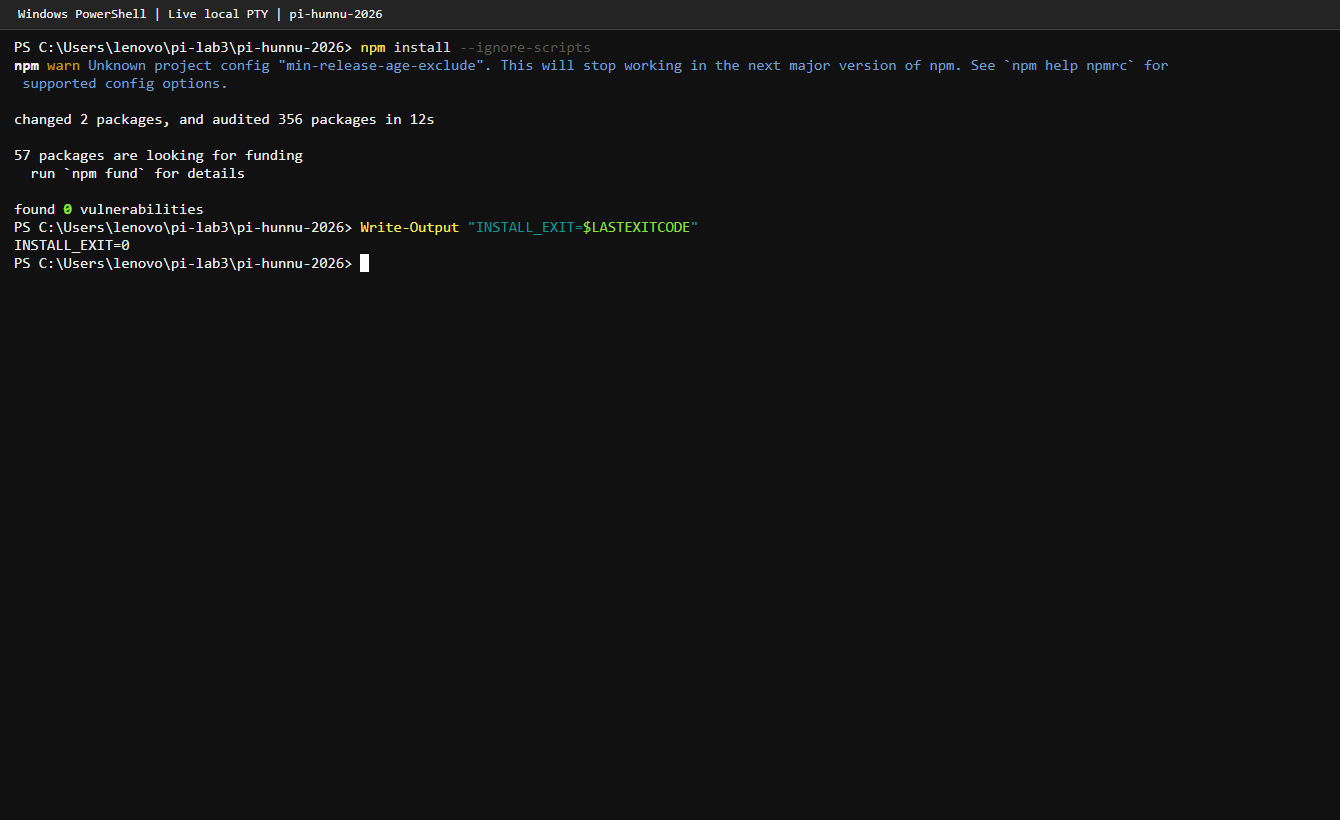 Windows PowerShell | Live local PTY | pi-hunnu-2026
PS C:\Users\lenovo\pi-lab3\pi-hunnu-2026> npm install --ignore-scripts
npm warn Unknown project config "min-release-age-exclude". This will stop working in the next major version of npm. See `npm help npmrc` for
supported config options.
changed 2 packages, and audited 356 packages in 12s
57 packages are looking for funding
run `npm fund` for details
found 0 vulnerabilities
PS C:\Users\lenovo\pi-lab3\pi-hunnu-2026> Write-Output "INSTALL_EXIT=$LASTEXITCODE"
INSTALL_EXIT=0
PS C:\Users\lenovo\pi-lab3\pi-hunnu-2026>